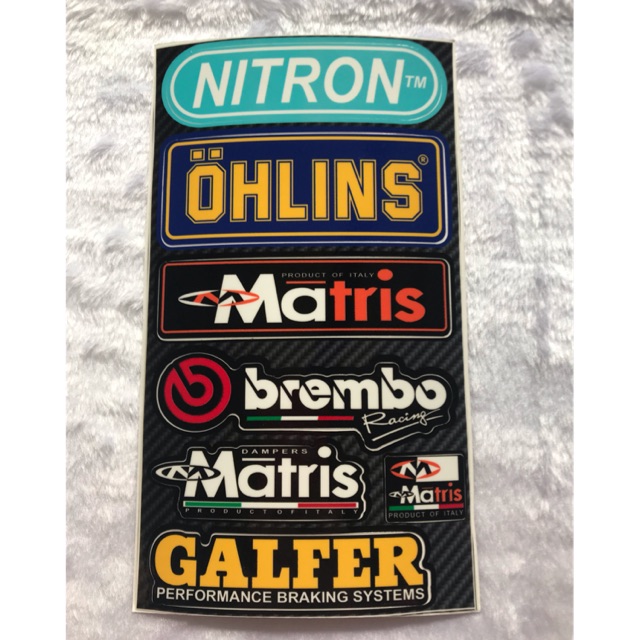 NITRON™
ÖHLINS®
PRODUCT OF ITALY
Matris
brembo
Racing
DAMPERS
Matris
PRODUCT OF ITALY
Matris
PRODUCT OF ITALY
GALFER
PERFORMANCE BRAKING SYSTEMS